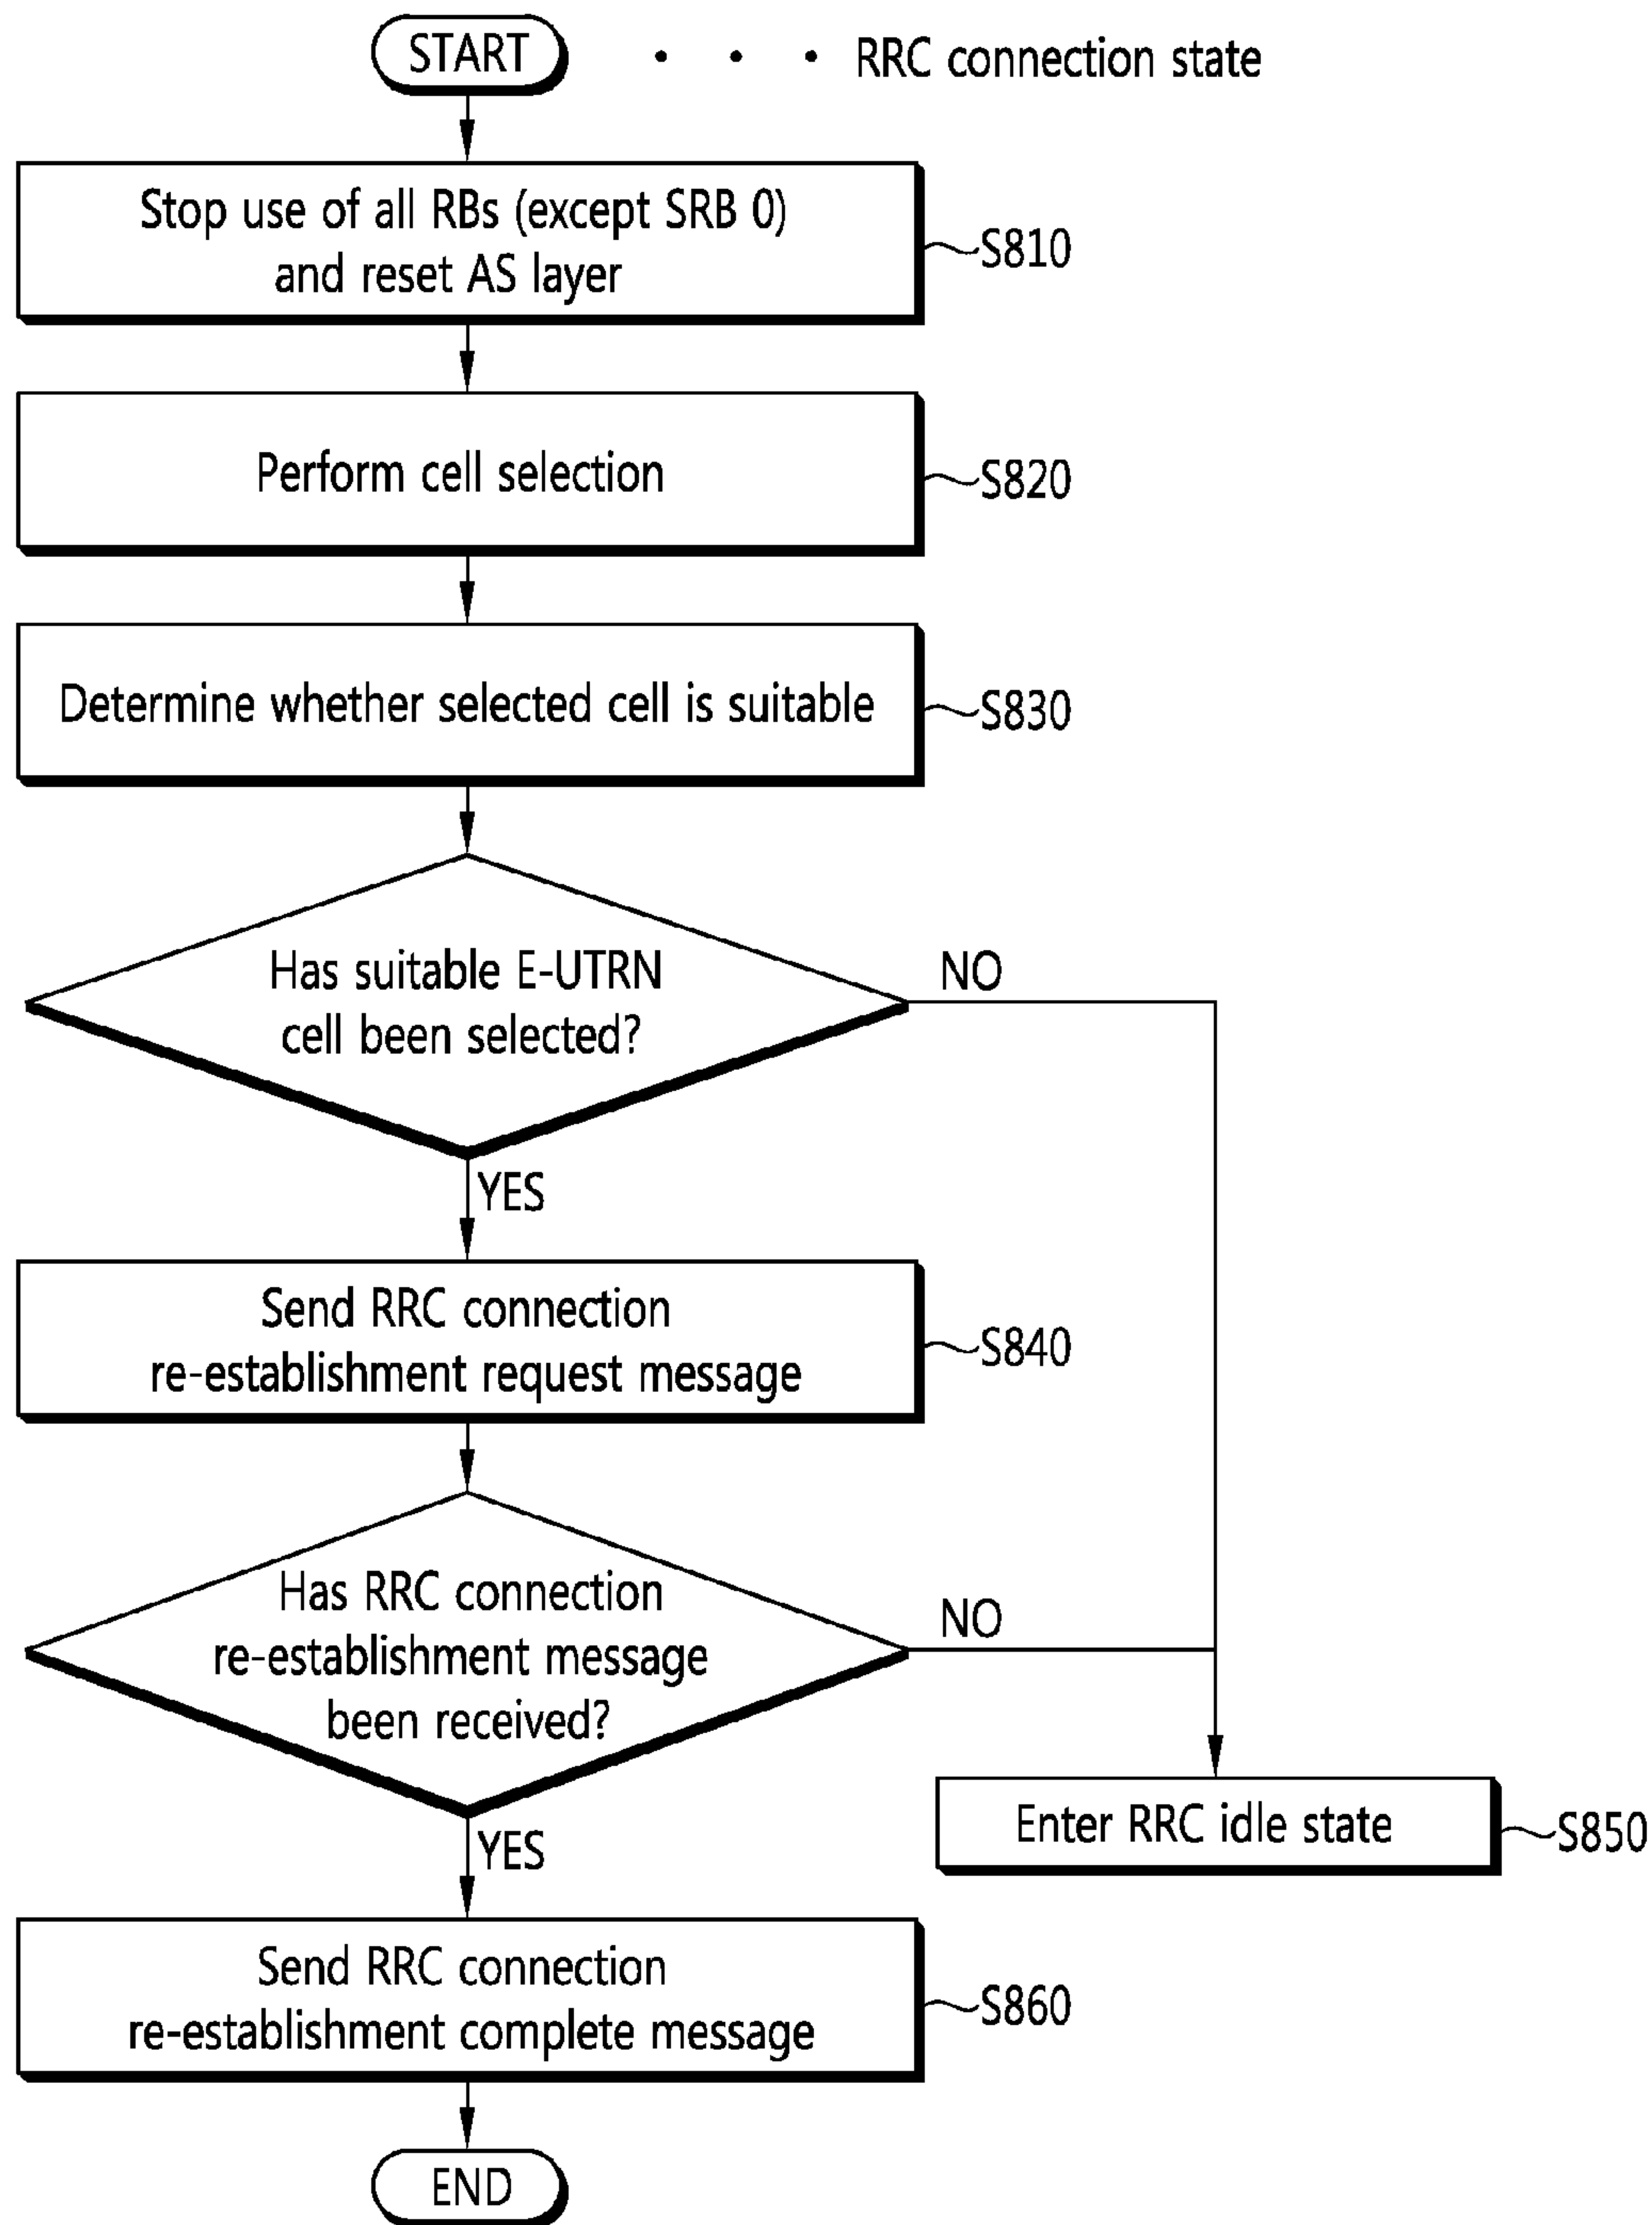 START
· · · RRC connection state
Stop use of all RBs (except SRB 0)
and reset AS layer
S810
Perform cell selection
S820
Determine whether selected cell is suitable
S830
Has suitable E-UTRN
cell been selected?
NO
YES
Send RRC connection
re-establishment request message
S840
Has RRC connection
re-establishment message
been received?
NO
YES
Enter RRC idle state
S850
Send RRC connection
re-establishment complete message
S860
END